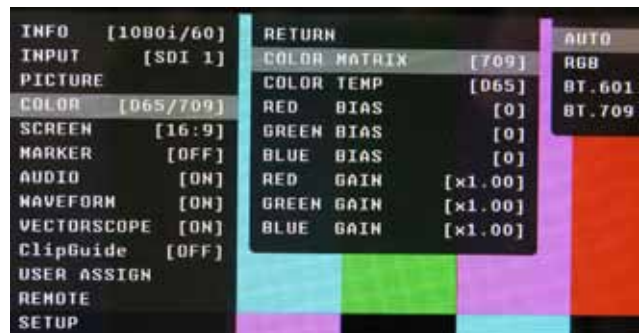 INFO [1080i/60]
INPUT [SDI 1]
PICTURE
COLOR [D65/709]
SCREEN [16:9]
MARKER [OFF]
AUDIO [ON]
WAVEFORM [ON]
VECTORSCOPE [ON]
ClipGuide [OFF]
USER ASSIGN
REMOTE
SETUP
RETURN
COLOR MATRIX [709]
COLOR TEMP [D65]
RED BIAS [0]
GREEN BIAS [0]
BLUE BIAS [0]
RED GAIN [x1.00]
GREEN GAIN [x1.00]
BLUE GAIN [x1.00]
AUTO
RGB
BT.601
BT.709